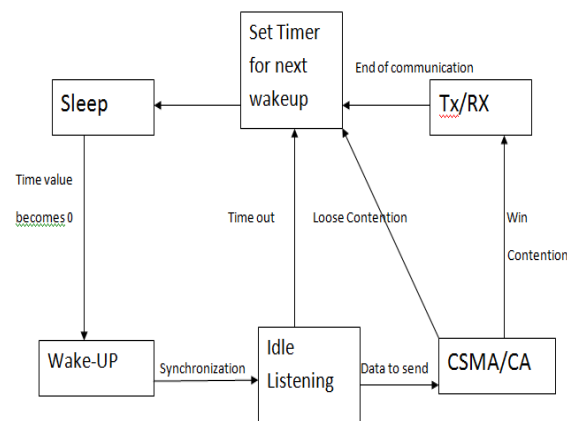 Set Timer
for next
wakeup
End of communication
Sleep
Tx/RX
Time value
becomes 0
Time out
Loose Contention
Win
Contention
Wake-UP
Synchronization
Idle
Listening
Data to send
CSMA/CA